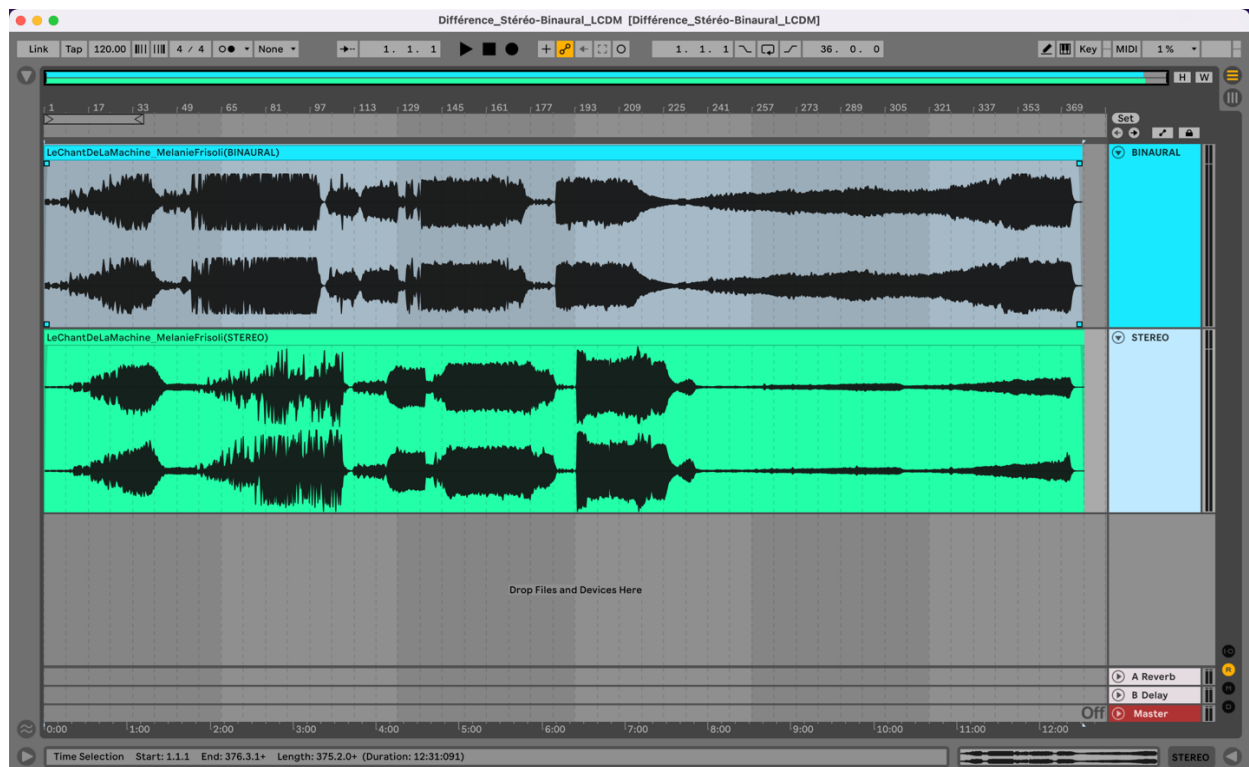 Différence_Stéréo-Binaural_LCDM [Différence_Stéréo-Binaural_LCDM]
Link Tap 120.00 4 / 4 None 1. 1. 1 1. 1. 1 36. 0. 0 Key MIDI 1 %
H W
1 17 33 49 65 81 97 113 129 145 161 177 193 209 225 241 257 273 289 305 321 337 353 369
Set
LeChantDeLaMachine_MelanieFrisoli(BINAURAL)
BINAURAL
LeChantDeLaMachine_MelanieFrisoli(STEREO)
STEREO
Drop Files and Devices Here
IO
A Reverb
R
B Delay
M
Off Master
D
0:00 1:00 2:00 3:00 4:00 5:00 6:00 7:00 8:00 9:00 10:00 11:00 12:00
Time Selection Start: 1.1.1 End: 376.3.1+ Length: 375.2.0+ (Duration: 12:31:091)
STEREO